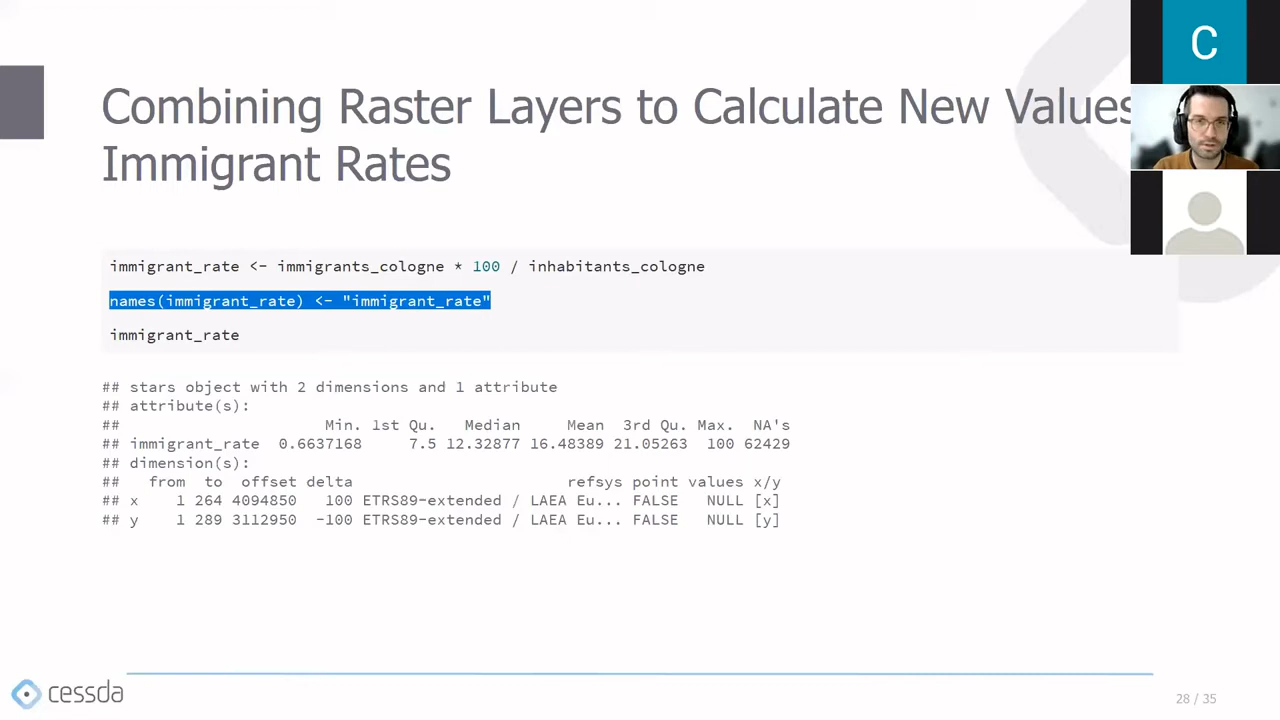 Combining Raster Layers to Calculate New Values
Immigrant Rates
C
immigrant_rate <- immigrants_cologne * 100 / inhabitants_cologne
names(immigrant_rate) <- "immigrant_rate"
immigrant_rate
## stars object with 2 dimensions and 1 attribute
## attribute(s):
##                      Min. 1st Qu.   Median     Mean  3rd Qu. Max.  NA's
## immigrant_rate  0.6637168     7.5 12.32877 16.48389 21.05263  100 62429
## dimension(s):
##   from  to  offset delta                       refsys point values x/y
## x    1 264 4094850   100 ETRS89-extended / LAEA Eu... FALSE   NULL [x]
## y    1 289 3112950  -100 ETRS89-extended / LAEA Eu... FALSE   NULL [y]
cessda
28 / 35